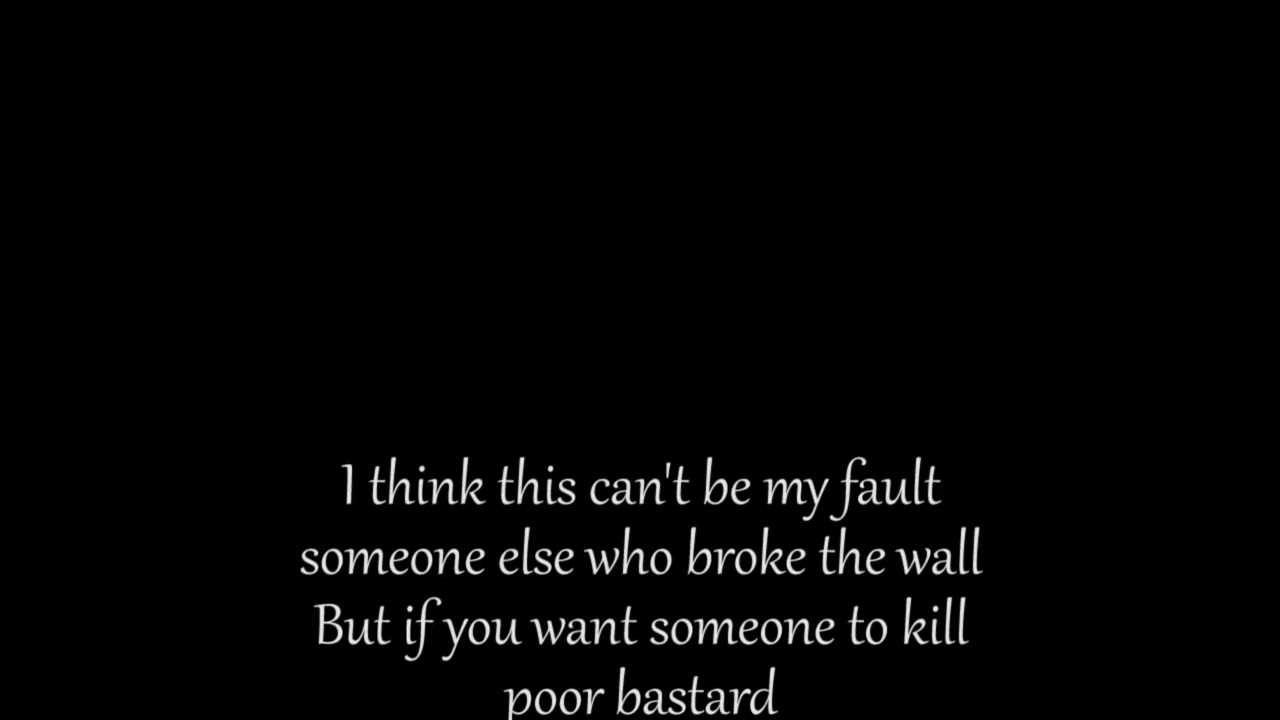 I think this can't be my fault
someone else who broke the wall
But if you want someone to kill
poor bastard